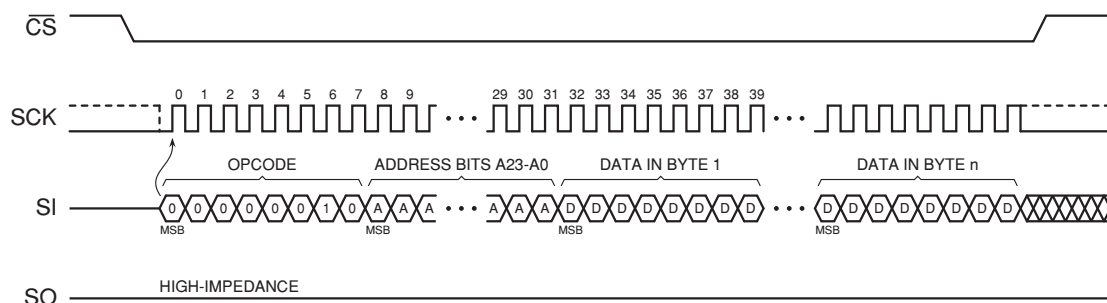 CS
SCK
0 1 2 3 4 5 6 7 8 9 29 30 31 32 33 34 35 36 37 38 39
OPCODE ADDRESS BITS A23-A0 DATA IN BYTE 1 DATA IN BYTE n
SI
0 0 0 0 0 0 1 0 A A A A A A D D D D D D D D D D D D D D D D
MSB MSB MSB MSB
HIGH-IMPEDANCE
SO